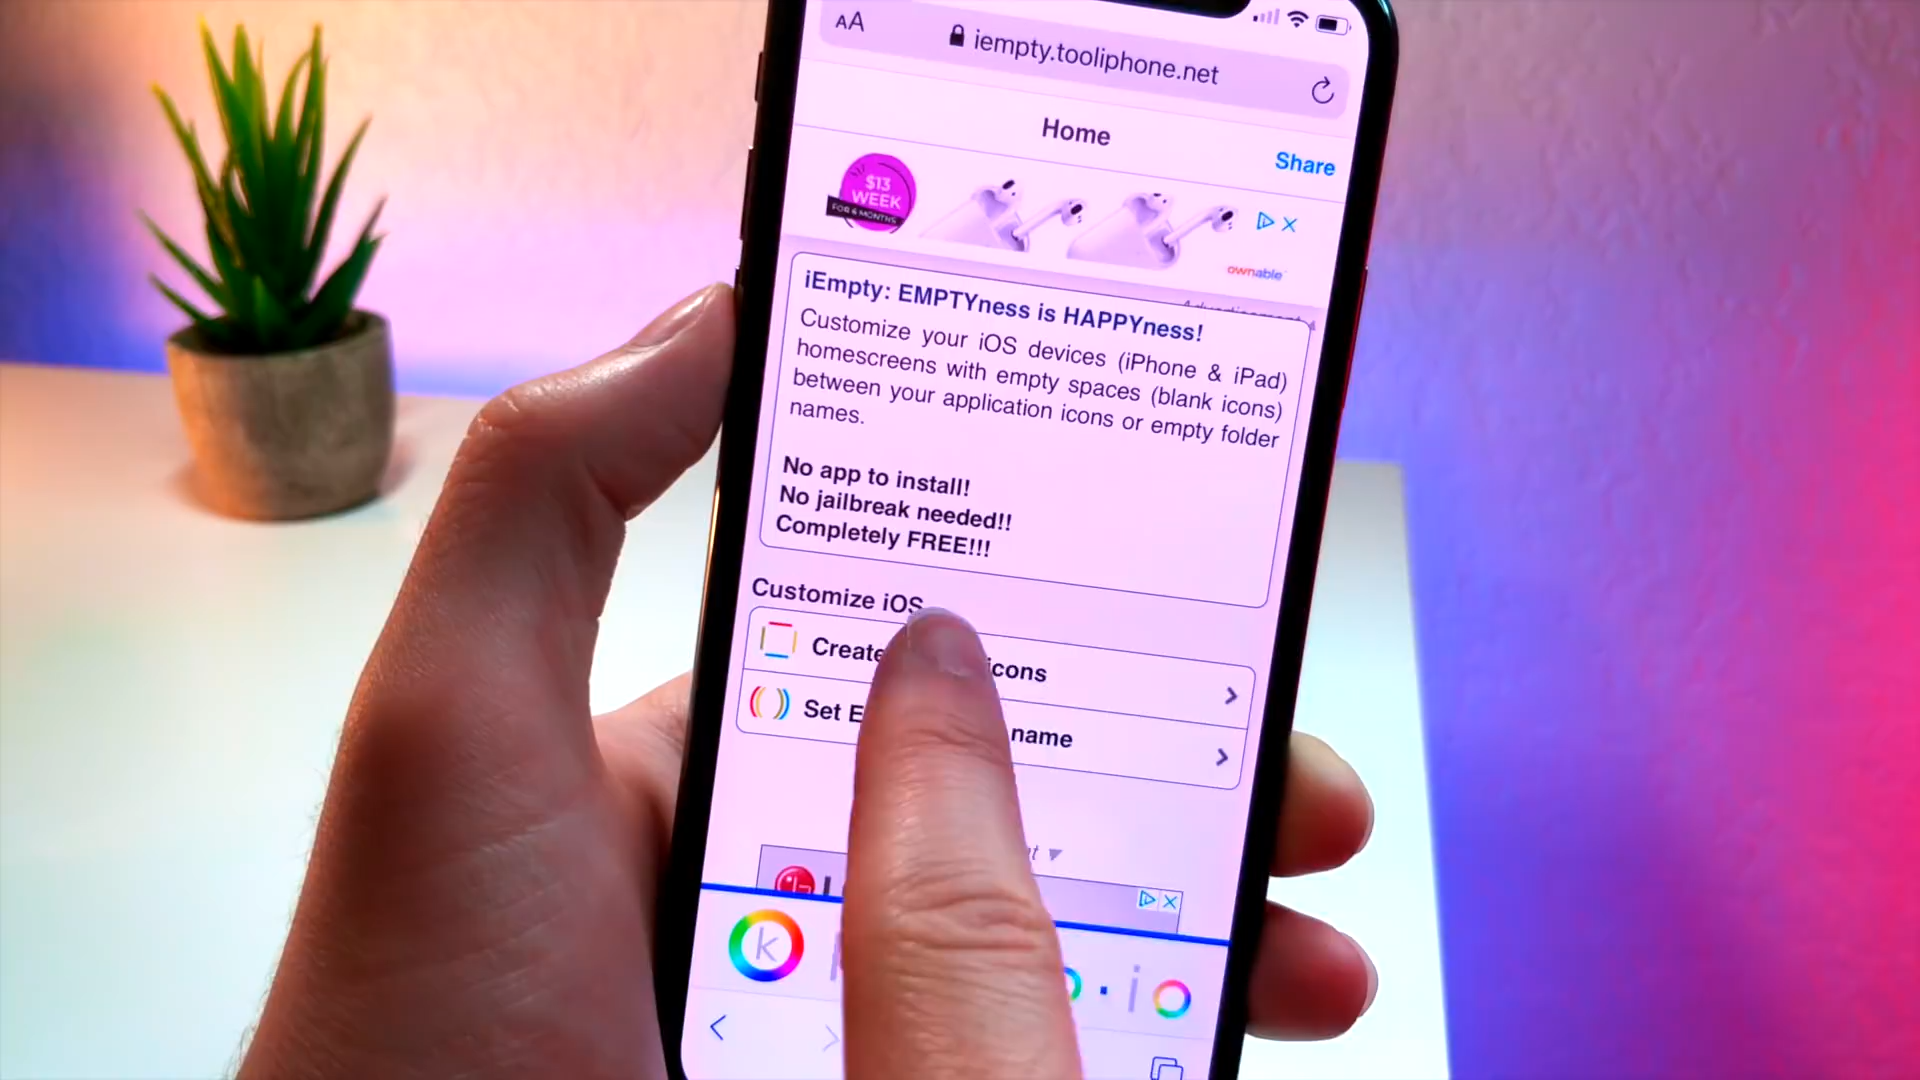 AA iempty.tooliphone.net
Home
Share
$13
WEEK
FOR 6 MONTHS
ownable
iEmpty: EMPTYness is HAPPYness!
Customize your iOS devices (iPhone & iPad)
homescreens with empty spaces (blank icons)
between your application icons or empty folder
names.
No app to install!
No jailbreak needed!!
Completely FREE!!!
Customize iOS
Create icons
Set E name
k
io